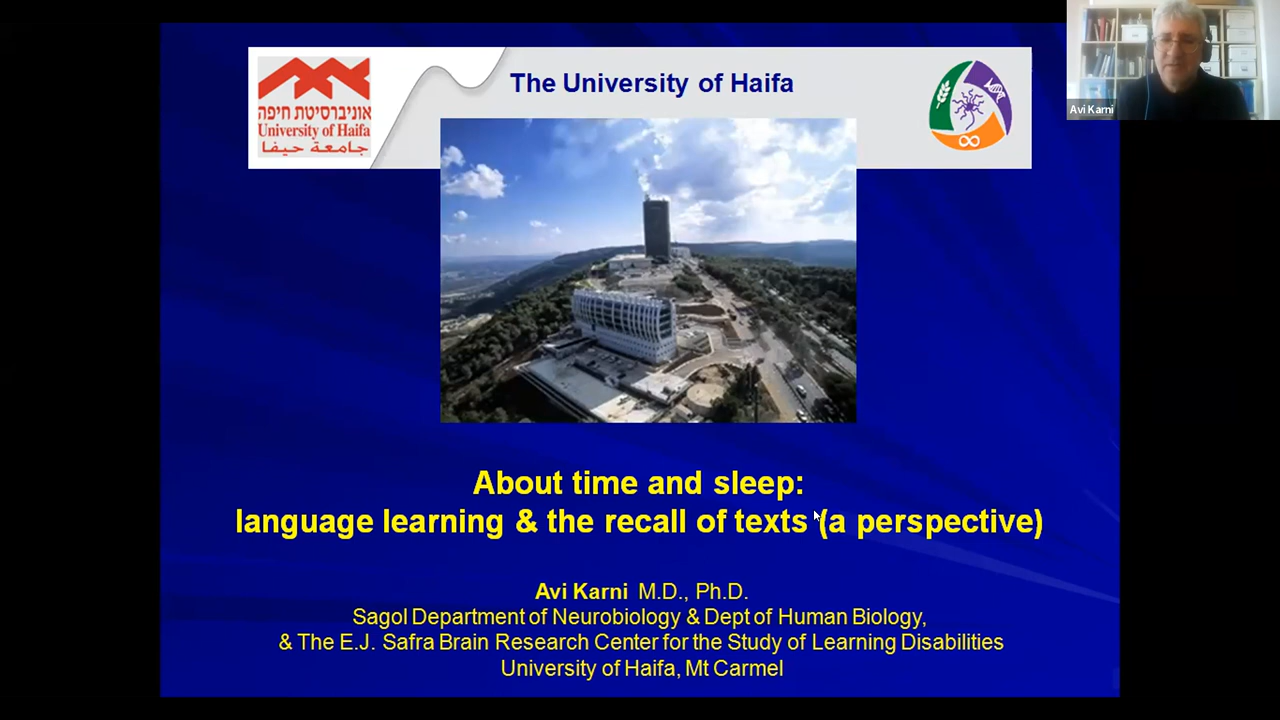 The University of Haifa
אוניברסיטת חיפה
University of Haifa
جامعة حيفا
Avi Karni
About time and sleep:
language learning & the recall of texts (a perspective)
Avi Karni M.D., Ph.D.
Sagol Department of Neurobiology & Dept of Human Biology,
& The E.J. Safra Brain Research Center for the Study of Learning Disabilities
University of Haifa, Mt Carmel